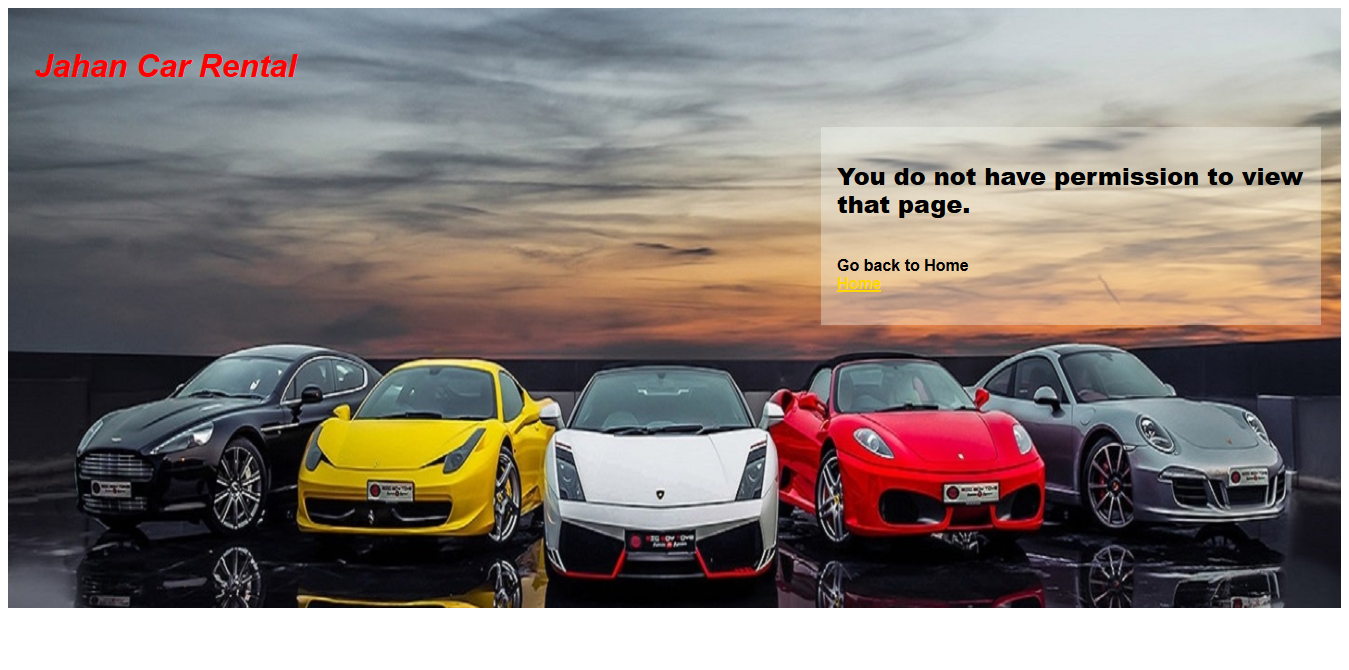 Jahan Car Rental
You do not have permission to view
that page.
Go back to Home
Home